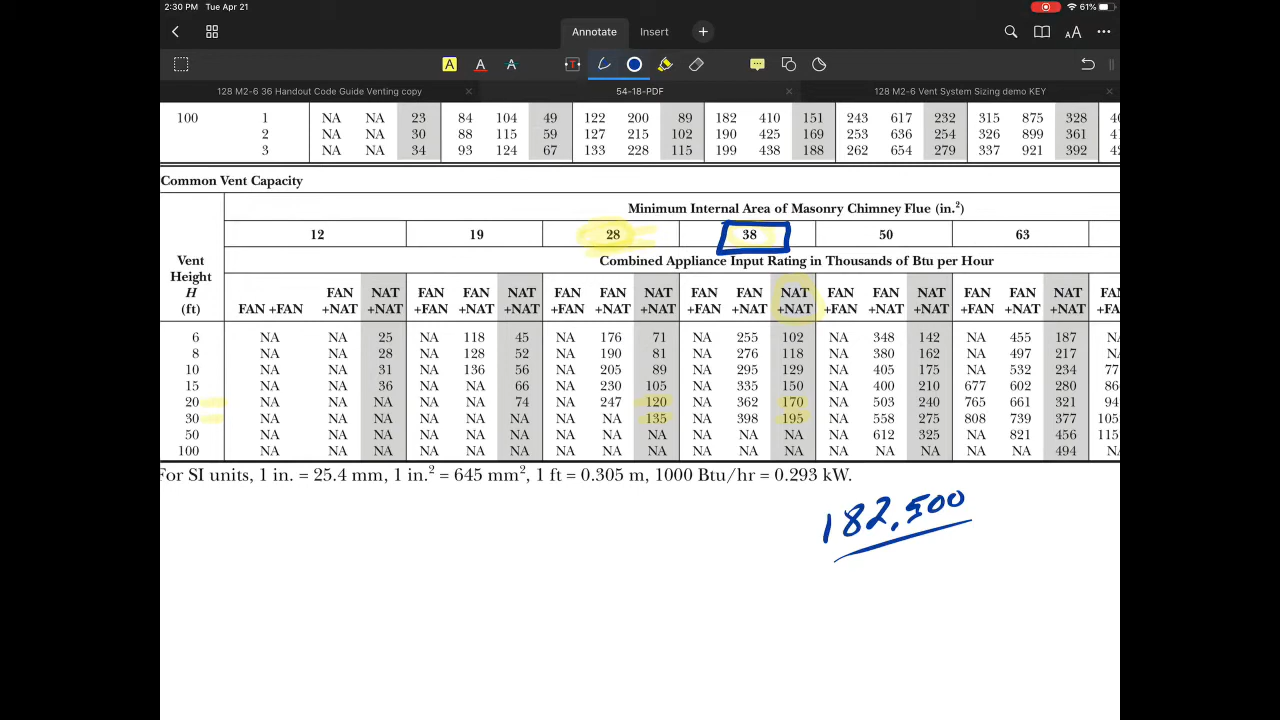 2:30 PM Tue Apr 21 61%
Annotate Insert
128 M2-6 36 Handout Code Guide Venting copy 54-18-PDF 128 M2-6 Vent System Sizing demo KEY
100 1 NA NA 23 84 104 49 122 200 89 182 410 151 243 617 232 315 875 328 40
2 NA NA 30 88 115 59 127 215 102 190 425 169 253 636 254 326 899 361 41
3 NA NA 34 93 124 67 133 228 115 199 438 188 262 654 279 337 921 392 42
Common Vent Capacity
Minimum Internal Area of Masonry Chimney Flue (in.²)
12 19 28 38 50 63
Vent Height H (ft) Combined Appliance Input Rating in Thousands of Btu per Hour
FAN +FAN FAN +NAT NAT +NAT FAN +FAN FAN +NAT NAT +NAT FAN +FAN FAN +NAT NAT +NAT FAN +FAN FAN +NAT NAT +NAT FAN +FAN FAN +NAT NAT +NAT FAN +FAN FAN +NAT NAT +NAT FAN +FAN
6 NA NA 25 NA 118 45 NA 176 71 NA 255 102 NA 348 142 NA 455 187 NA
8 NA NA 28 NA 128 52 NA 190 81 NA 276 118 NA 380 162 NA 497 217 NA
10 NA NA 31 NA 136 56 NA 205 89 NA 295 129 NA 405 175 NA 532 234 77
15 NA NA 36 NA NA 66 NA 230 105 NA 335 150 NA 400 210 677 602 280 86
20 NA NA NA NA NA 74 NA 247 120 NA 362 170 NA 503 240 765 661 321 94
30 NA NA NA NA NA NA NA NA 135 NA 398 195 NA 558 275 808 739 377 105
50 NA NA NA NA NA NA NA NA NA NA NA NA NA 612 325 NA 821 456 115
100 NA NA NA NA NA NA NA NA NA NA NA NA NA NA NA NA NA 494 NA
For SI units, 1 in. = 25.4 mm, 1 in.² = 645 mm², 1 ft = 0.305 m, 1000 Btu/hr = 0.293 kW.
182,500